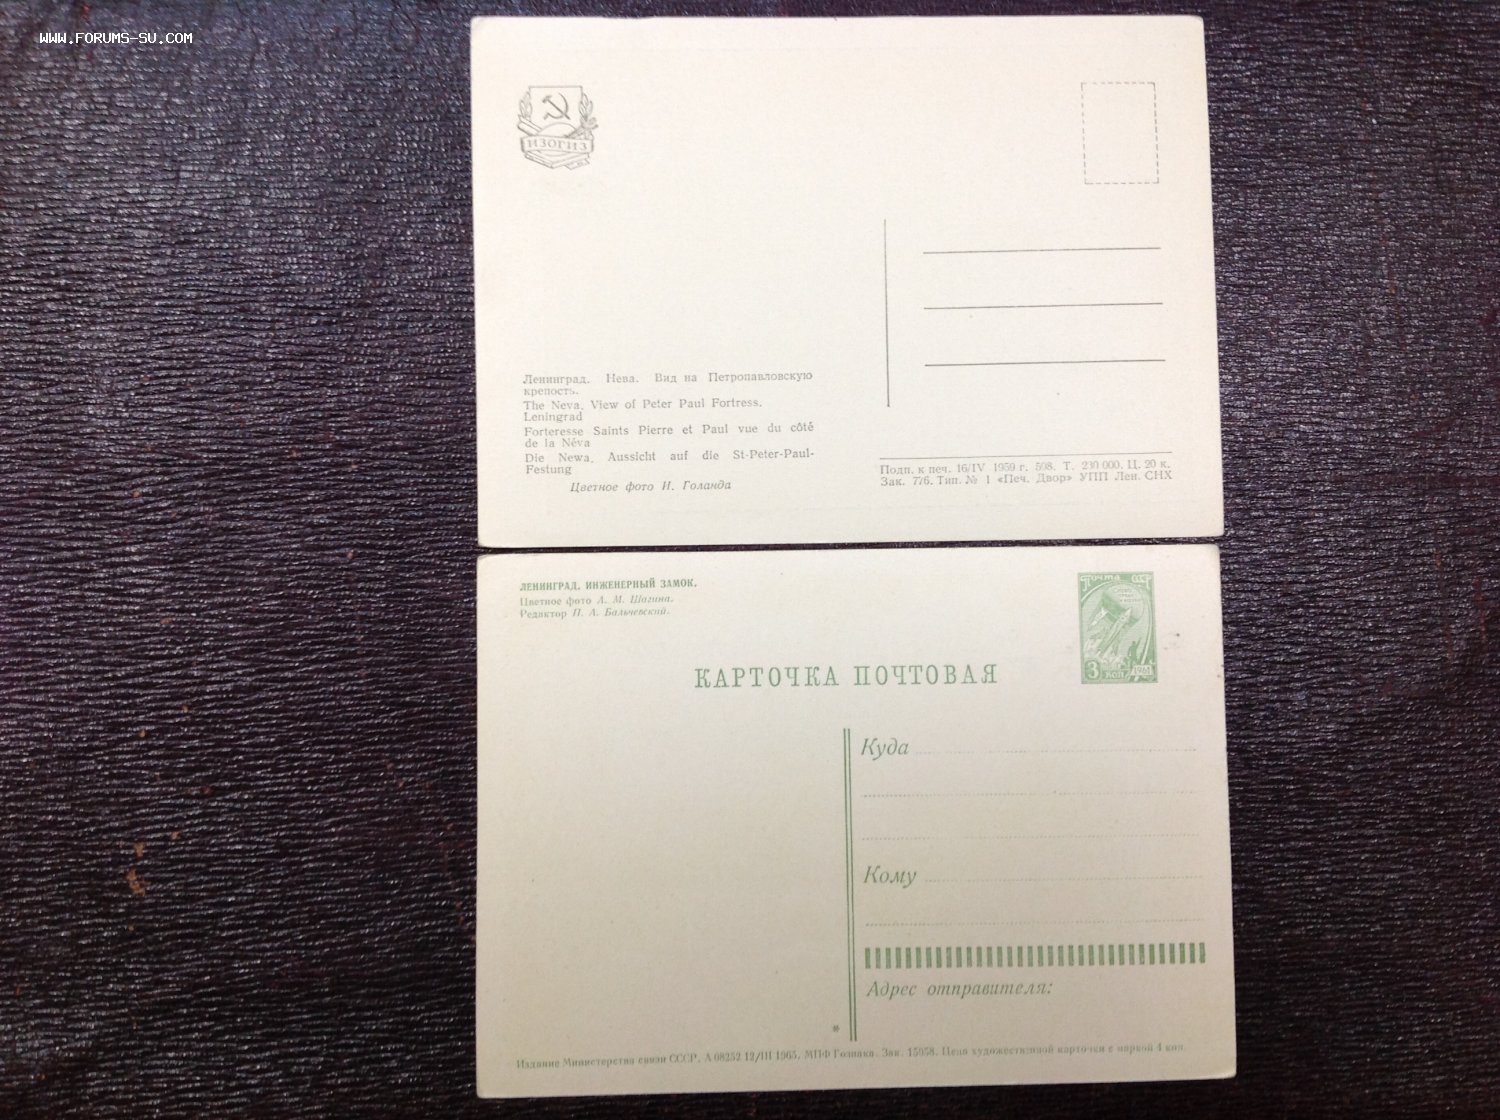 WWW.FORUMS-SU.COM
ИЗОГИЗ
Ленинград. Нева. Вид на Петропавловскую
крепость.
The Neva. View of Peter Paul Fortress.
Leningrad
Forteresse Saints Pierre et Paul vue du côté
de la Néva
Die Newa. Aussicht auf die St-Peter-Paul-
Festung
Цветное фото И. Голанда
Подп. к печ. 16/IV 1959 г. 508. Т. 230 000. Ц. 20 к.
Зак. 776. Тип. № 1 «Печ. Двор» УПП Лен. СНХ
ЛЕНИНГРАД. ИНЖЕНЕРНЫЙ ЗАМОК.
Цветное фото А. М. Шагина.
Редактор П. А. Бальчевский.
Почта СССР
3 коп
1961
КАРТОЧКА ПОЧТОВАЯ
Куда
Кому
Адрес отправителя:
*
Издание Министерства связи СССР. А 08252 12/III 1963. МПФ Гознака. Зак. 15058. Цена художественной карточки с маркой 4 коп.